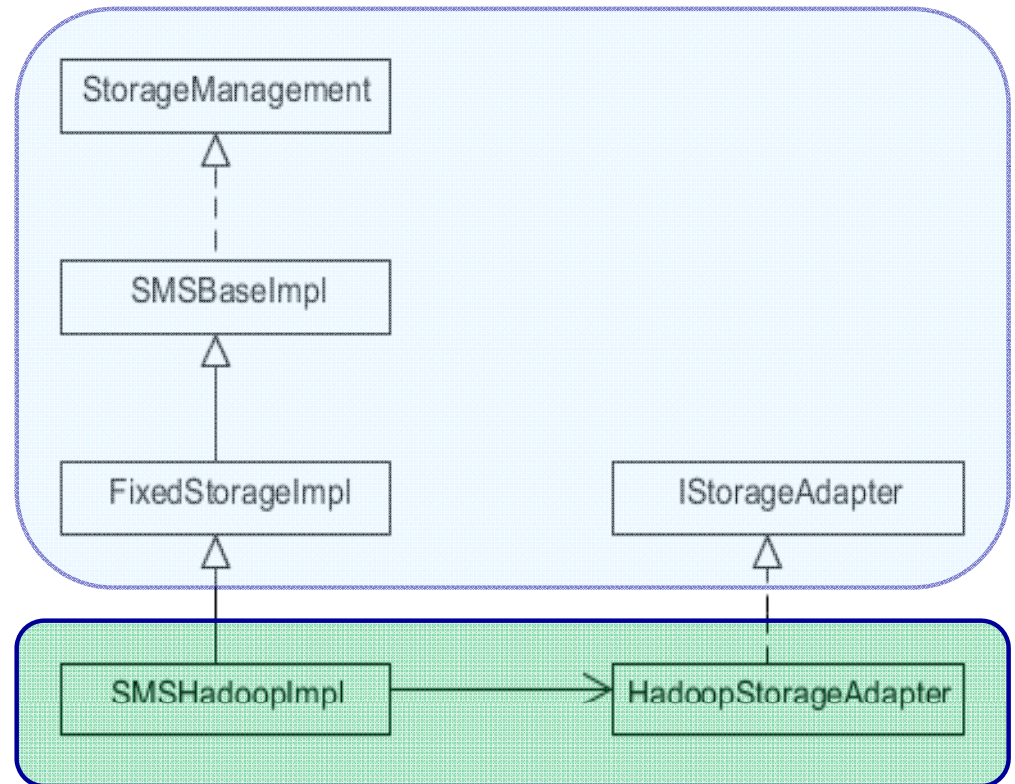 StorageManagement
SMSBaseImpl
FixedStorageImpl
IStorageAdapter
SMSHadoopImpl
HadoopStorageAdapter